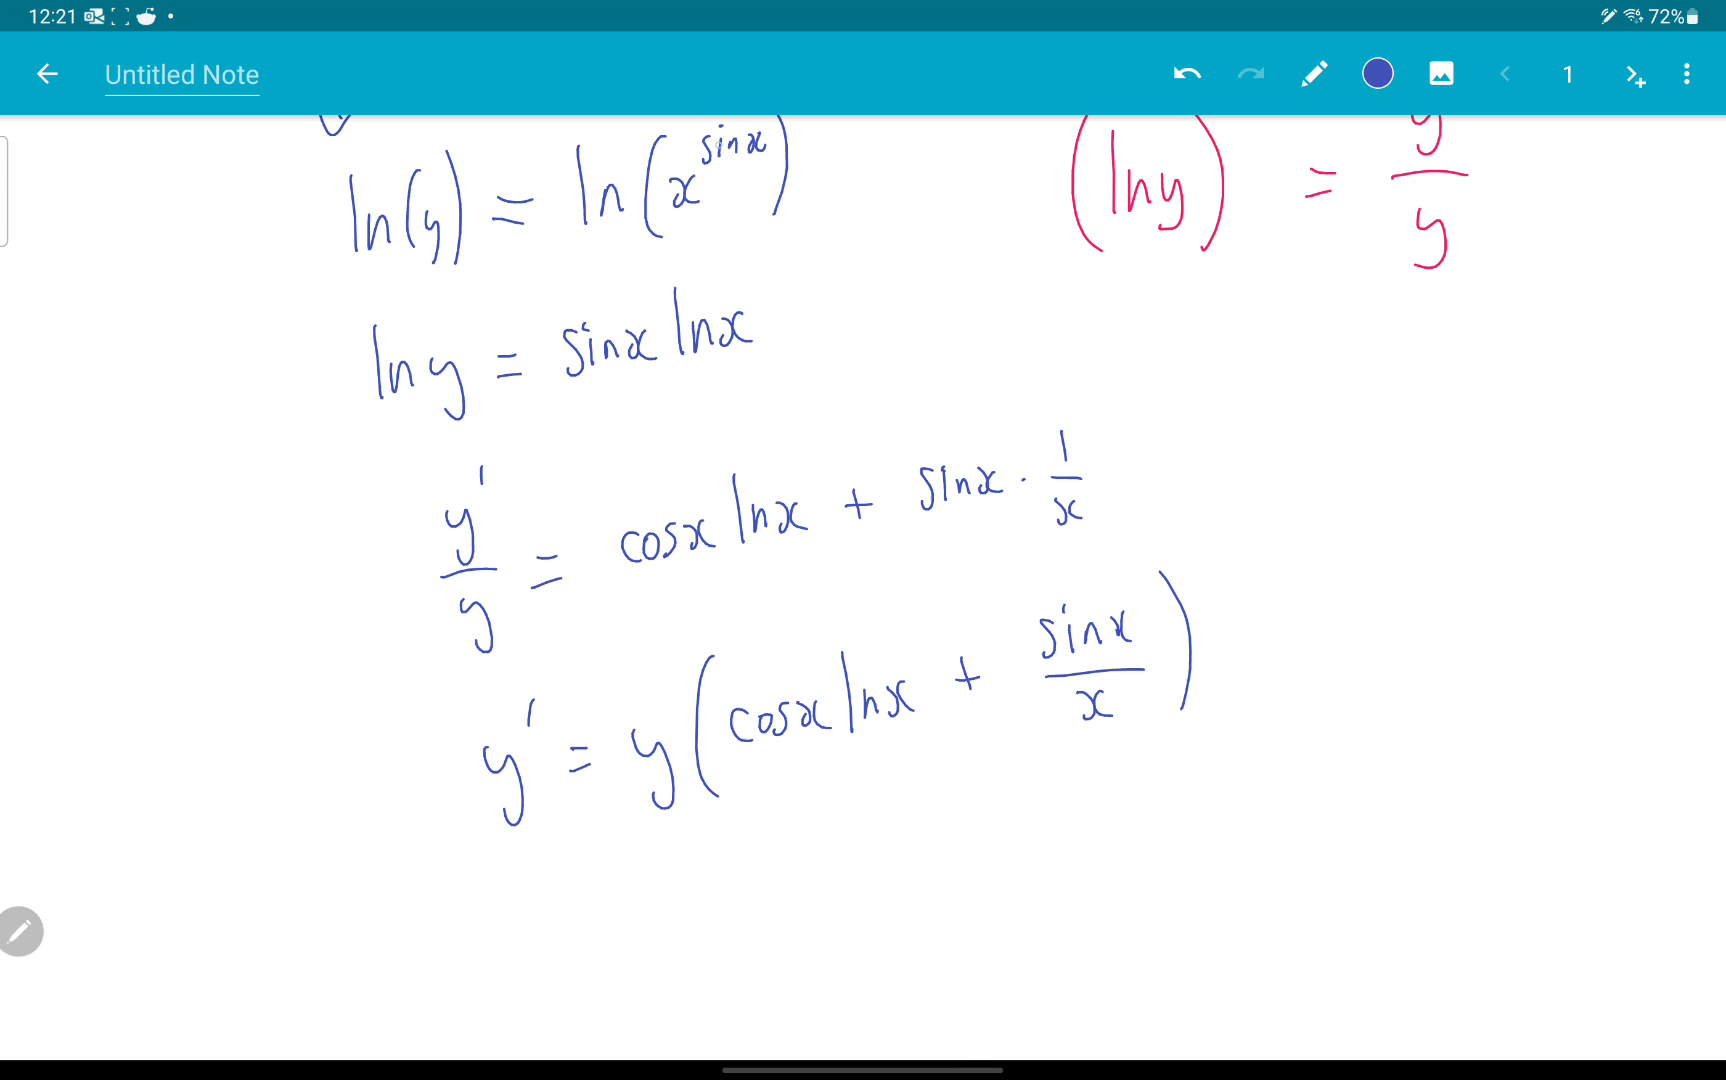 12:21 72%
Untitled Note 1
ln(y) = ln(x^sinx)
(lny) = y/y
ln y = sinx lnx
y'/y = cosx lnx + sinx · 1/x
y' = y(cosx lnx + sinx/x)